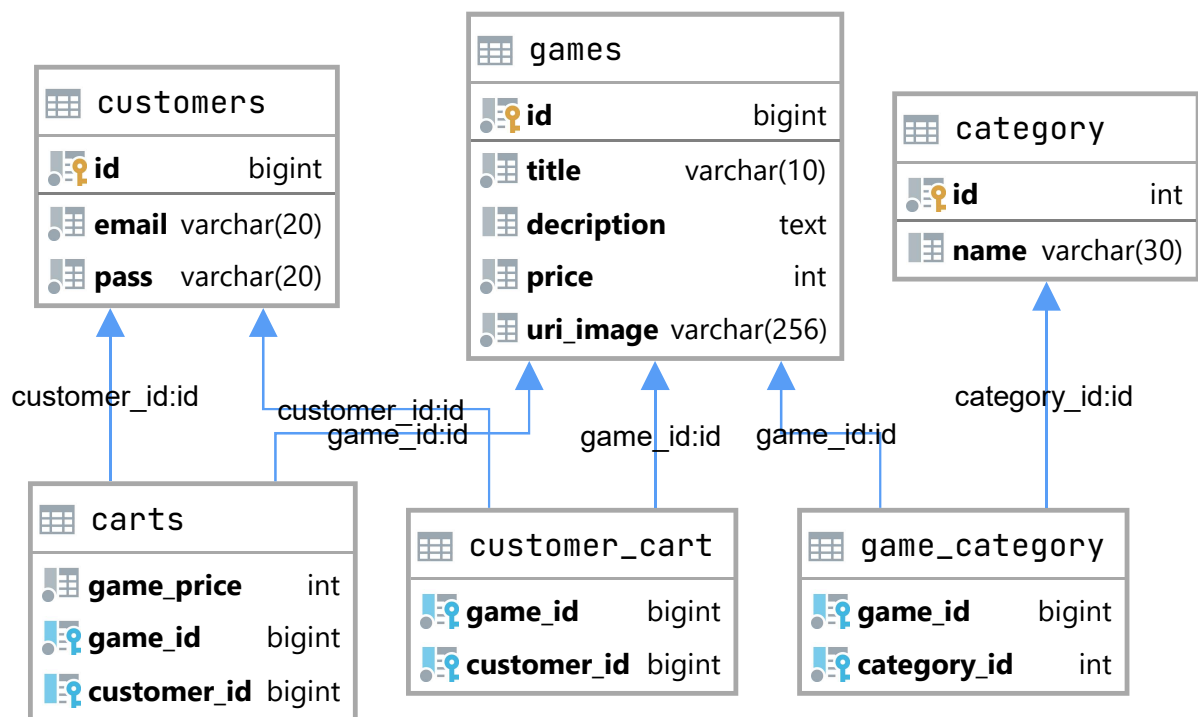 customers
id bigint
email varchar(20)
pass varchar(20)
games
id bigint
title varchar(10)
decription text
price int
uri_image varchar(256)
category
id int
name varchar(30)
customer_id:id
customer_id:id
game_id:id
game_id:id
game_id:id
category_id:id
carts
game_price int
game_id bigint
customer_id bigint
customer_cart
game_id bigint
customer_id bigint
game_category
game_id bigint
category_id int